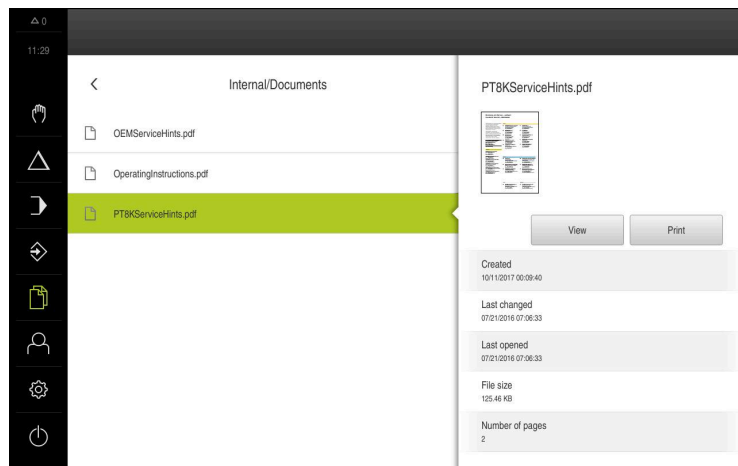 0
11:29
Internal/Documents
OEMServiceHints.pdf
OperatingInstructions.pdf
PT8KServiceHints.pdf
PT8KServiceHints.pdf
View
Print
Created
10/11/2017 00:09:40
Last changed
07/21/2016 07:06:33
Last opened
07/21/2016 07:06:33
File size
125.46 KB
Number of pages
2